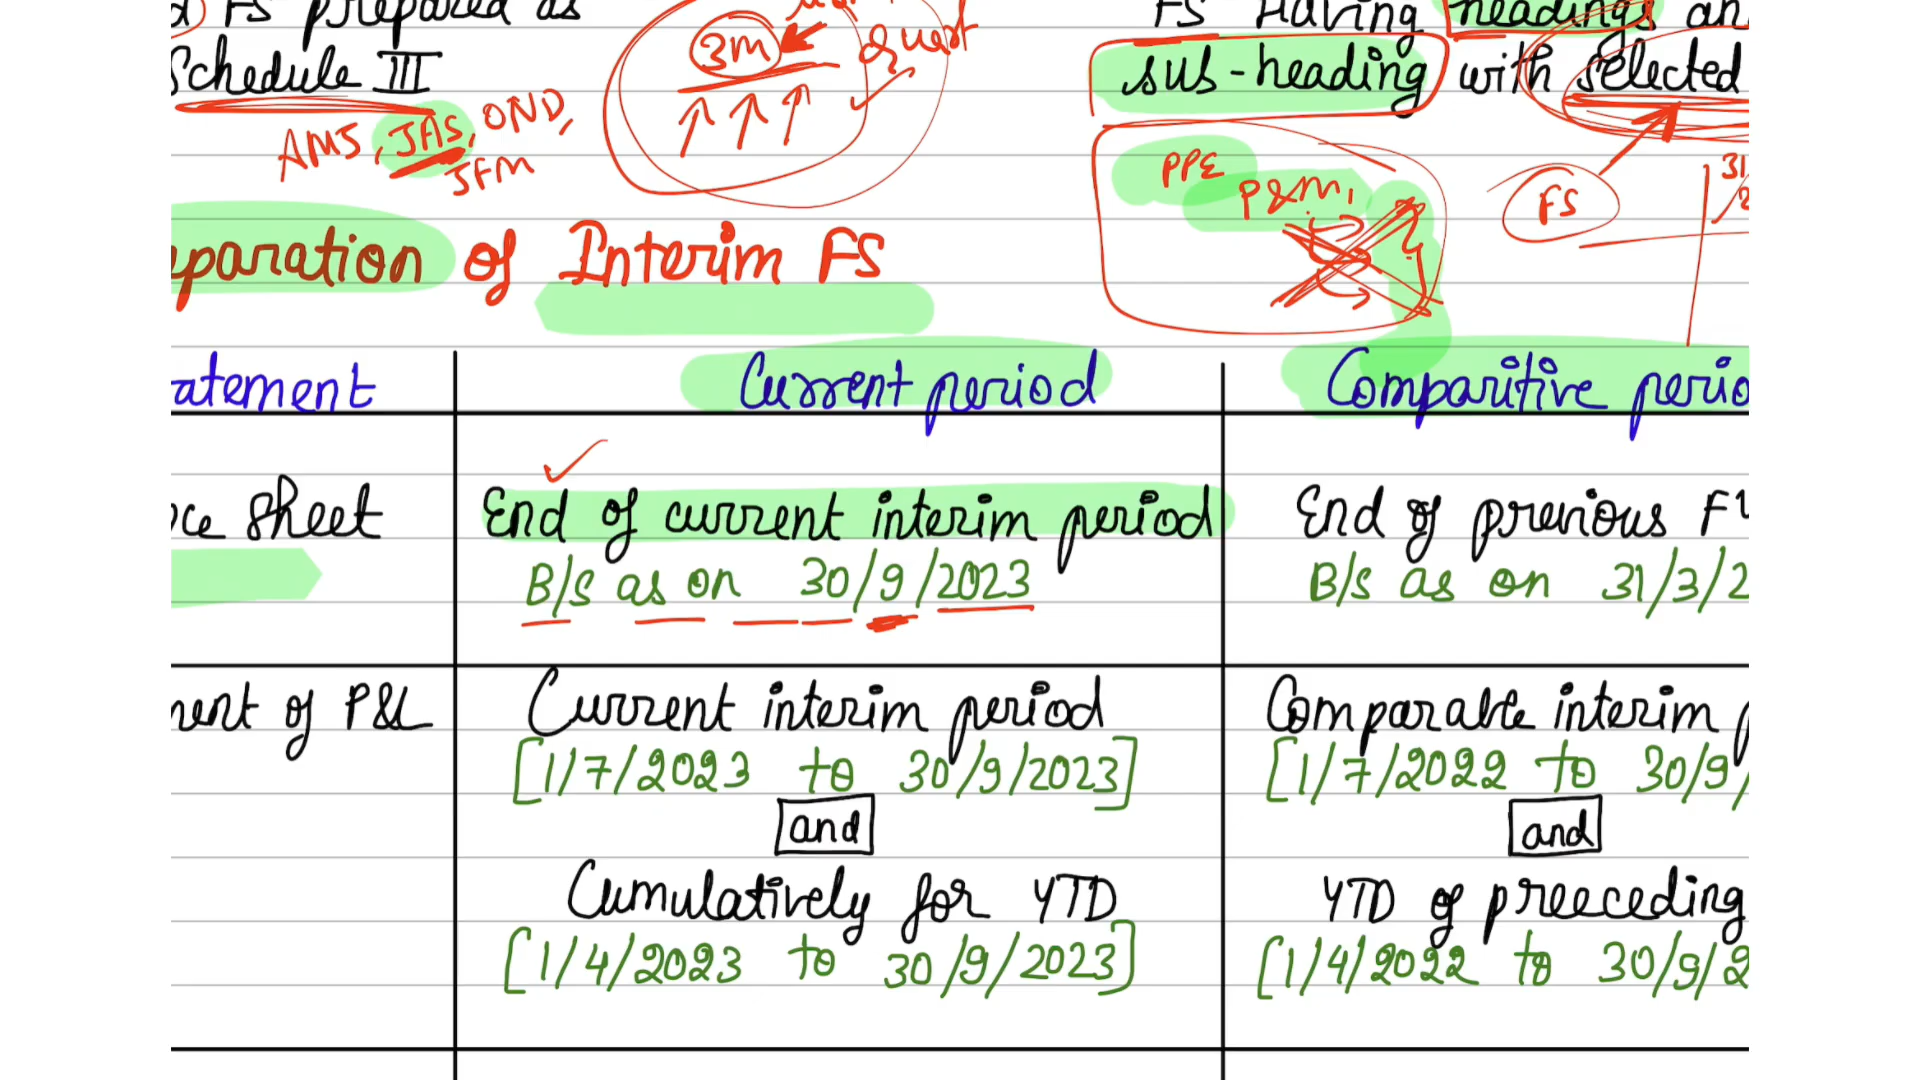 FS prepared as
Schedule III
AMS, JAS, OND,
JFM
3m
Quart
FS Having headings an
sus-heading with selected
PPE
P&M,
FS
31
paration of Interim FS
atement Current period Comparitive perio
ce sheet End of current interim period End of previous FY
B/S as on 30/9/2023 B/S as on 31/3/2
ment of P&L Current interim period Comparable interim p
[1/7/2023 to 30/9/2023] [1/7/2022 to 30/9/
and and
Cumulatively for YTD YTD of preeceding
[1/4/2023 to 30/9/2023] [1/4/2022 to 30/9/2